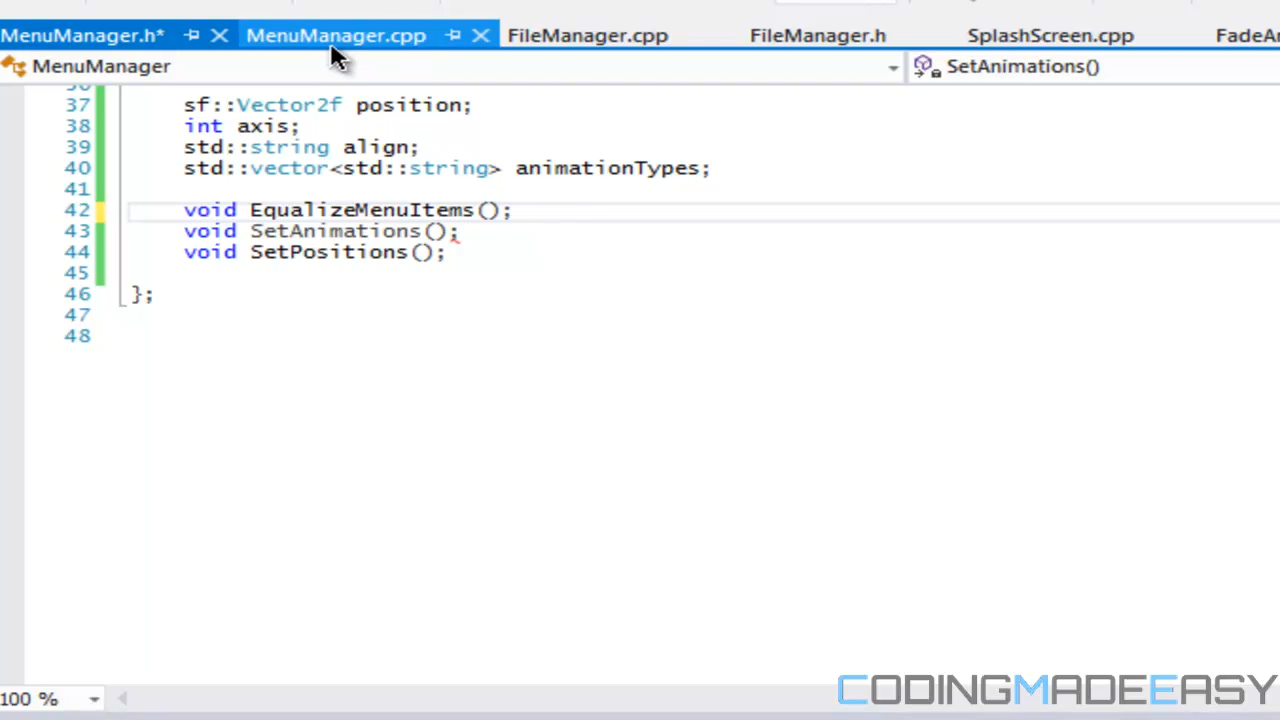 MenuManager.h* MenuManager.cpp FileManager.cpp FileManager.h SplashScreen.cpp
MenuManager SetAnimations()
37 sf::Vector2f position;
38 int axis;
39 std::string align;
40 std::vector<std::string> animationTypes;
41
42 void EqualizeMenuItems();
43 void SetAnimations();
44 void SetPositions();
45
46 };
47
48
100 %
CODINGMADEEASY